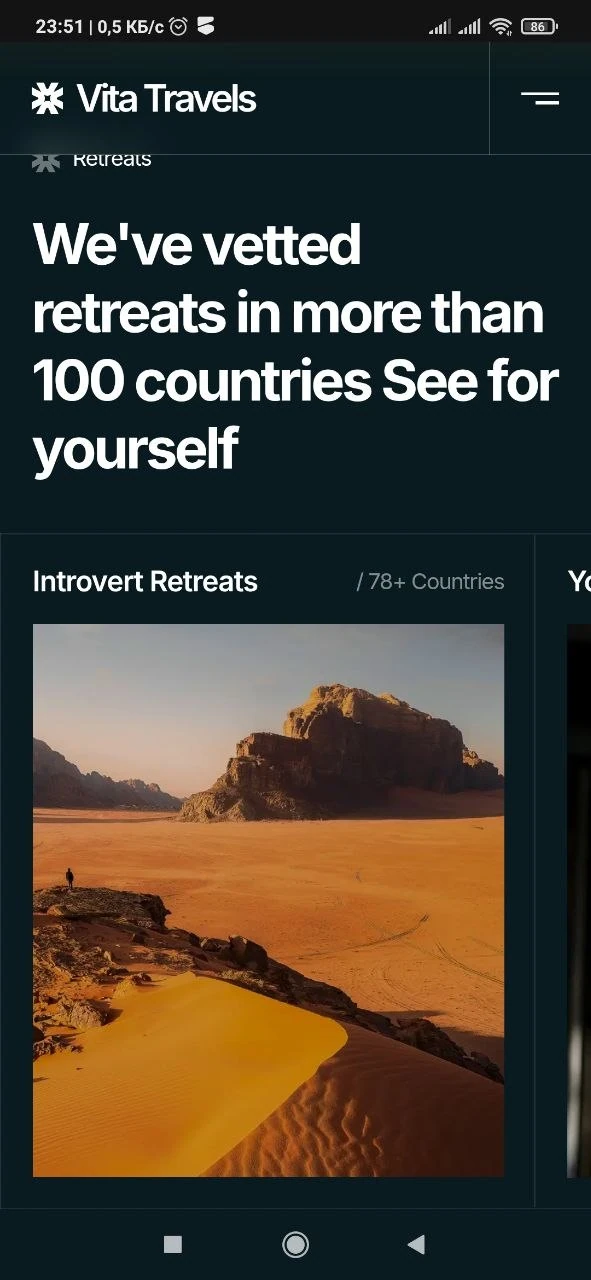 23:51 | 0,5 КБ/с
86
Vita Travels
Retreats
We've vetted
retreats in more than
100 countries See for
yourself
Introvert Retreats
/ 78+ Countries
Yo